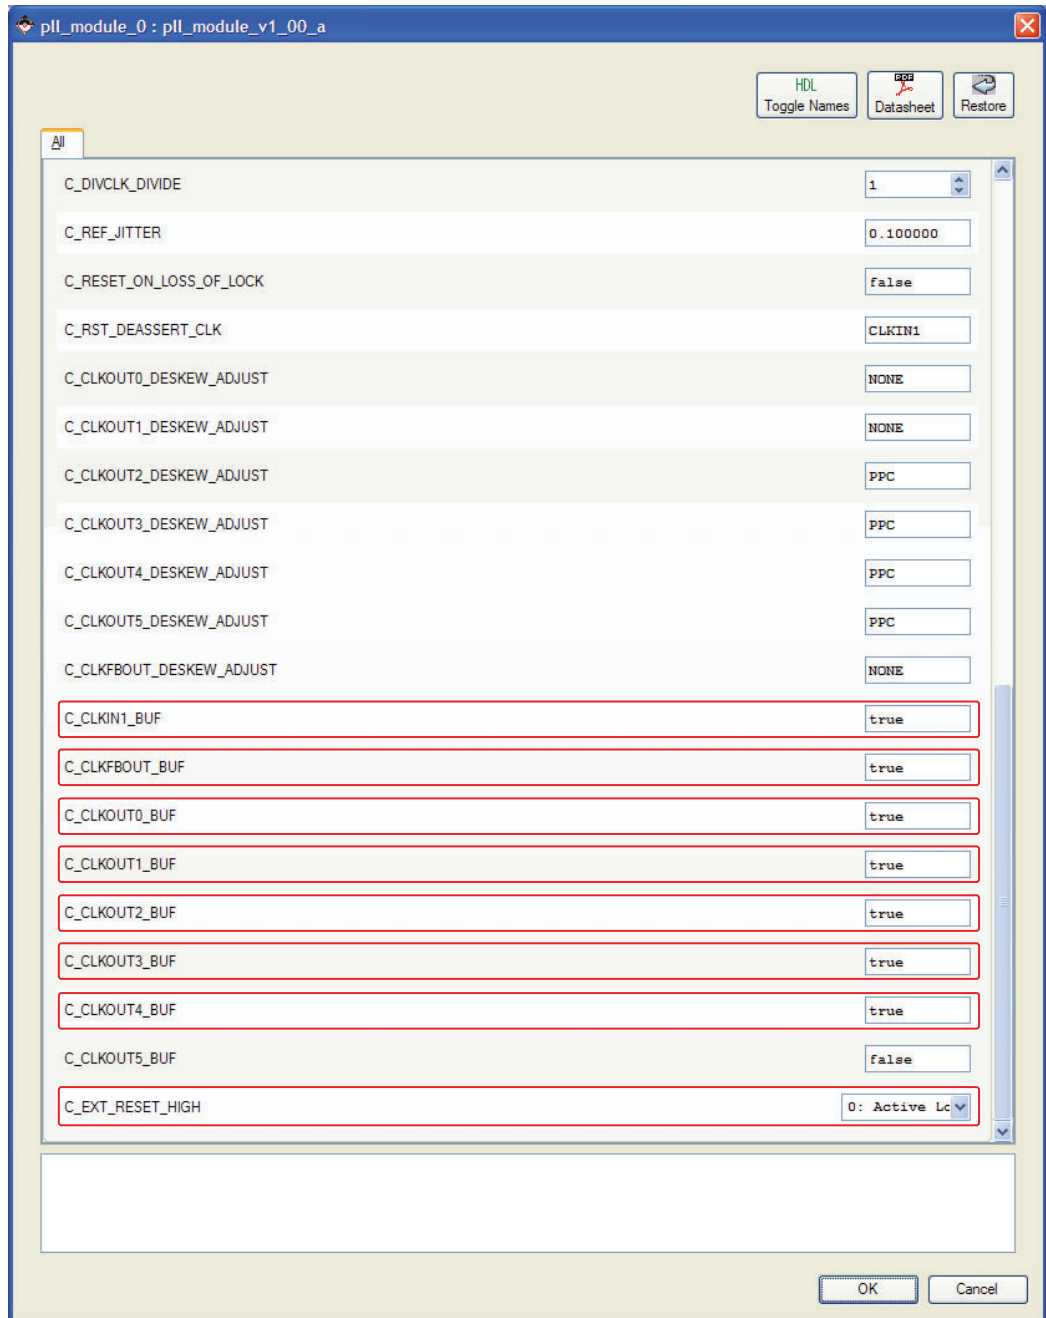 pll_module_0 : pll_module_v1_00_a
HDL
Toggle Names
PDF
Datasheet
Restore
All
C_DIVCLK_DIVIDE 1
C_REF_JITTER 0.100000
C_RESET_ON_LOSS_OF_LOCK false
C_RST_DEASSERT_CLK CLKIN1
C_CLKOUT0_DESKEW_ADJUST NONE
C_CLKOUT1_DESKEW_ADJUST NONE
C_CLKOUT2_DESKEW_ADJUST PPC
C_CLKOUT3_DESKEW_ADJUST PPC
C_CLKOUT4_DESKEW_ADJUST PPC
C_CLKOUT5_DESKEW_ADJUST PPC
C_CLKFBOUT_DESKEW_ADJUST NONE
C_CLKIN1_BUF true
C_CLKFBOUT_BUF true
C_CLKOUT0_BUF true
C_CLKOUT1_BUF true
C_CLKOUT2_BUF true
C_CLKOUT3_BUF true
C_CLKOUT4_BUF true
C_CLKOUT5_BUF false
C_EXT_RESET_HIGH 0: Active Lo
OK Cancel